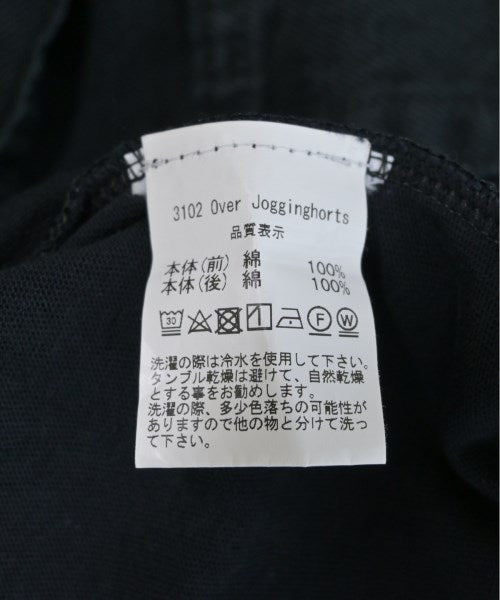 3102 Over Jogginghorts
品質表示
本体(前) 綿 100%
本体(後) 綿 100%
30 F W
洗濯の際は冷水を使用して下さい。
タンブル乾燥は避けて、自然乾燥
とする事をお勧めします。
洗濯の際、多少色落ちの可能性が
ありますので他の物と分けて洗っ
て下さい。